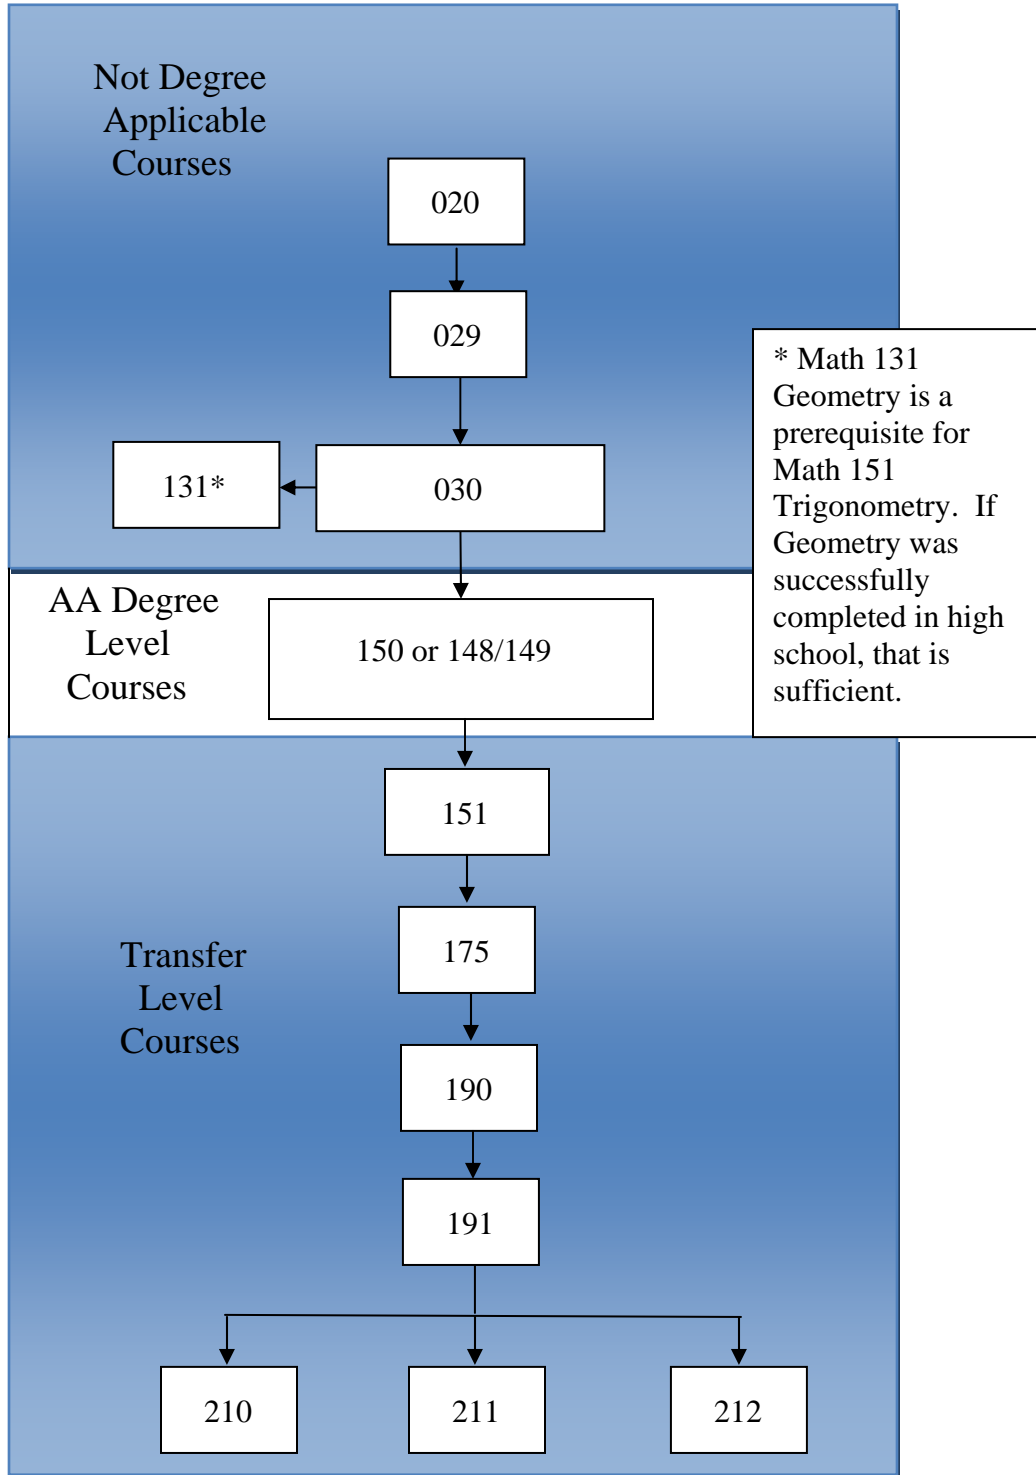 Not Degree
Applicable
Courses
020
029
131*
030
* Math 131
Geometry is a
prerequisite for
Math 151
Trigonometry.  If
Geometry was
successfully
completed in high
school, that is
sufficient.
AA Degree
Level
Courses
150 or 148/149
151
175
Transfer
Level
Courses
190
191
210
211
212